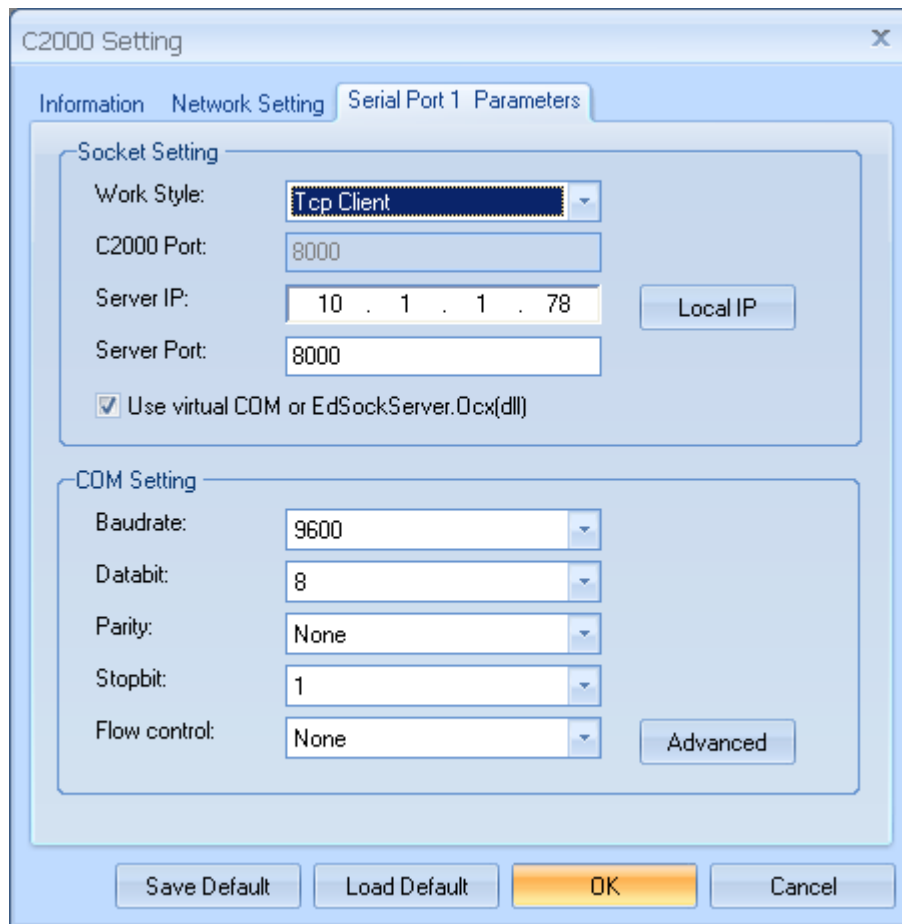 C2000 Setting
Information Network Setting Serial Port 1 Parameters
Socket Setting
Work Style: Tcp Client
C2000 Port: 8000
Server IP: 10 . 1 . 1 . 78 Local IP
Server Port: 8000
Use virtual COM or EdSockServer.Ocx(dll)
COM Setting
Baudrate: 9600
Databit: 8
Parity: None
Stopbit: 1
Flow control: None Advanced
Save Default Load Default OK Cancel